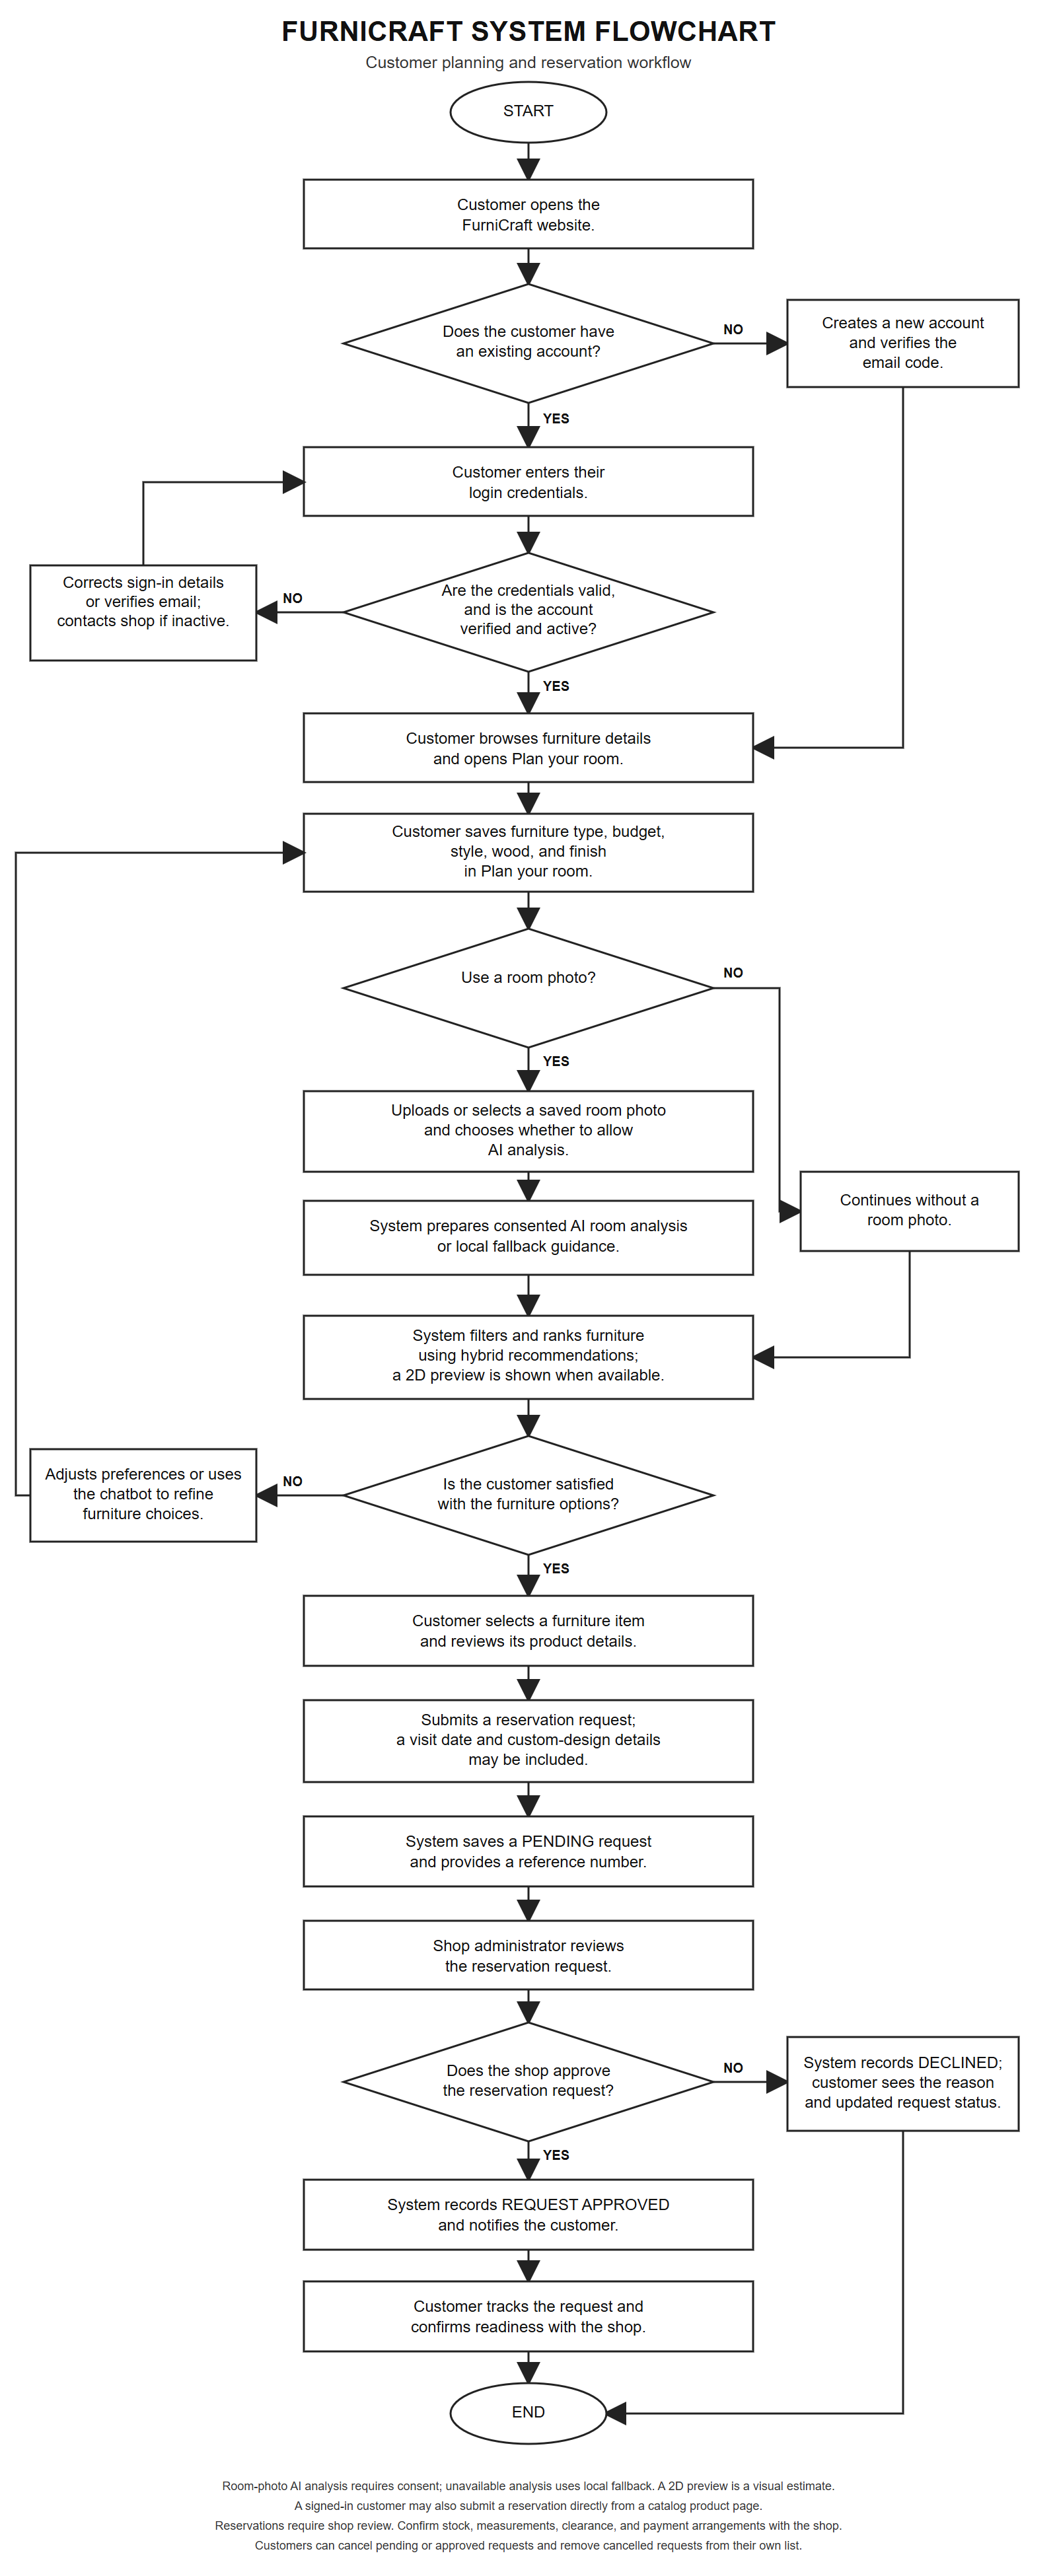 FURNICRAFT SYSTEM FLOWCHART
Customer planning and reservation workflow
START
Customer opens the
FurniCraft website.
Does the customer have
an existing account?
NO
Creates a new account
and verifies the
email code.
YES
Customer enters their
login credentials.
Are the credentials valid,
and is the account
verified and active?
NO
Corrects sign-in details
or verifies email;
contacts shop if inactive.
YES
Customer browses furniture details
and opens Plan your room.
Customer saves furniture type, budget,
style, wood, and finish
in Plan your room.
Use a room photo?
NO
YES
Uploads or selects a saved room photo
and chooses whether to allow
AI analysis.
Continues without a
room photo.
System prepares consented AI room analysis
or local fallback guidance.
System filters and ranks furniture
using hybrid recommendations;
a 2D preview is shown when available.
Is the customer satisfied
with the furniture options?
NO
Adjusts preferences or uses
the chatbot to refine
furniture choices.
YES
Customer selects a furniture item
and reviews its product details.
Submits a reservation request;
a visit date and custom-design details
may be included.
System saves a PENDING request
and provides a reference number.
Shop administrator reviews
the reservation request.
Does the shop approve
the reservation request?
NO
System records DECLINED;
customer sees the reason
and updated request status.
YES
System records REQUEST APPROVED
and notifies the customer.
Customer tracks the request and
confirms readiness with the shop.
END
Room-photo AI analysis requires consent; unavailable analysis uses local fallback. A 2D preview is a visual estimate.
A signed-in customer may also submit a reservation directly from a catalog product page.
Reservations require shop review. Confirm stock, measurements, clearance, and payment arrangements with the shop.
Customers can cancel pending or approved requests and remove cancelled requests from their own list.